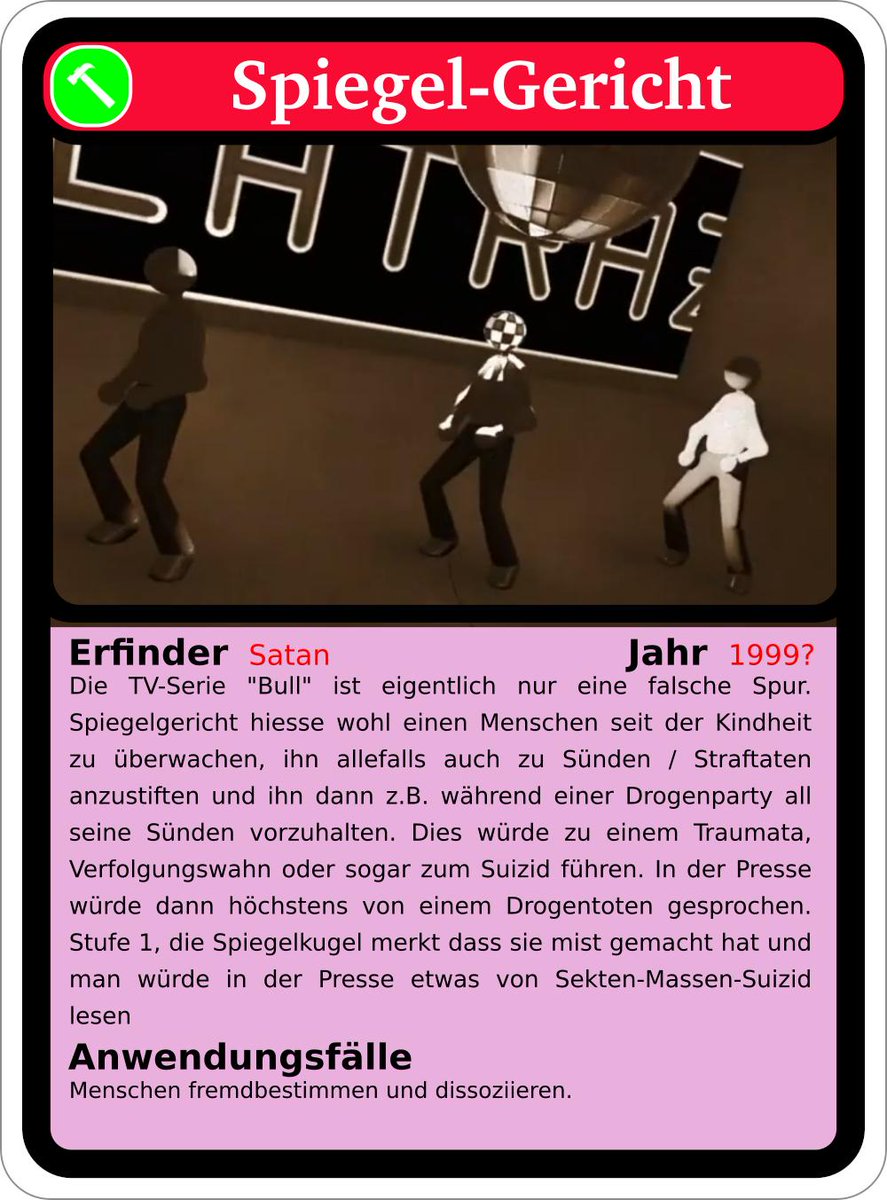 Spiegel-Gericht
CHTRAZ
Erfinder Satan Jahr 1999?
Die TV-Serie "Bull" ist eigentlich nur eine falsche Spur.
Spiegelgericht hiesse wohl einen Menschen seit der Kindheit
zu überwachen, ihn allefalls auch zu Sünden / Straftaten
anzustiften und ihn dann z.B. während einer Drogenparty all
seine Sünden vorzuhalten. Dies würde zu einem Traumata,
Verfolgungswahn oder sogar zum Suizid führen. In der Presse
würde dann höchstens von einem Drogentoten gesprochen.
Stufe 1, die Spiegelkugel merkt dass sie mist gemacht hat und
man würde in der Presse etwas von Sekten-Massen-Suizid
lesen
Anwendungsfälle
Menschen fremdbestimmen und dissoziieren.